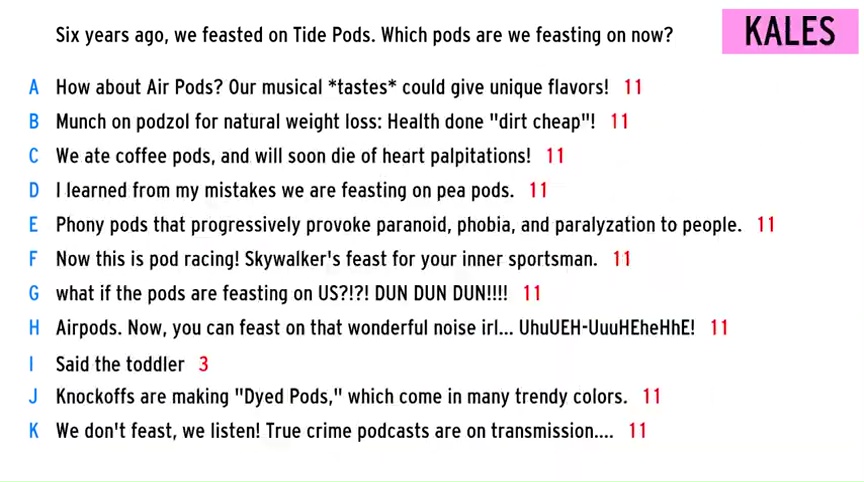 KALES
Six years ago, we feasted on Tide Pods. Which pods are we feasting on now?
A How about Air Pods? Our musical *tastes* could give unique flavors! 11
B Munch on podzol for natural weight loss: Health done "dirt cheap"! 11
C We ate coffee pods, and will soon die of heart palpitations! 11
D I learned from my mistakes we are feasting on pea pods. 11
E Phony pods that progressively provoke paranoid, phobia, and paralyzation to people. 11
F Now this is pod racing! Skywalker's feast for your inner sportsman. 11
G what if the pods are feasting on US?!?! DUN DUN DUN!!!! 11
H Airpods. Now, you can feast on that wonderful noise irl... UhuUEH-UuuHEheHhE! 11
I Said the toddler 3
J Knockoffs are making "Dyed Pods," which come in many trendy colors. 11
K We don't feast, we listen! True crime podcasts are on transmission.... 11